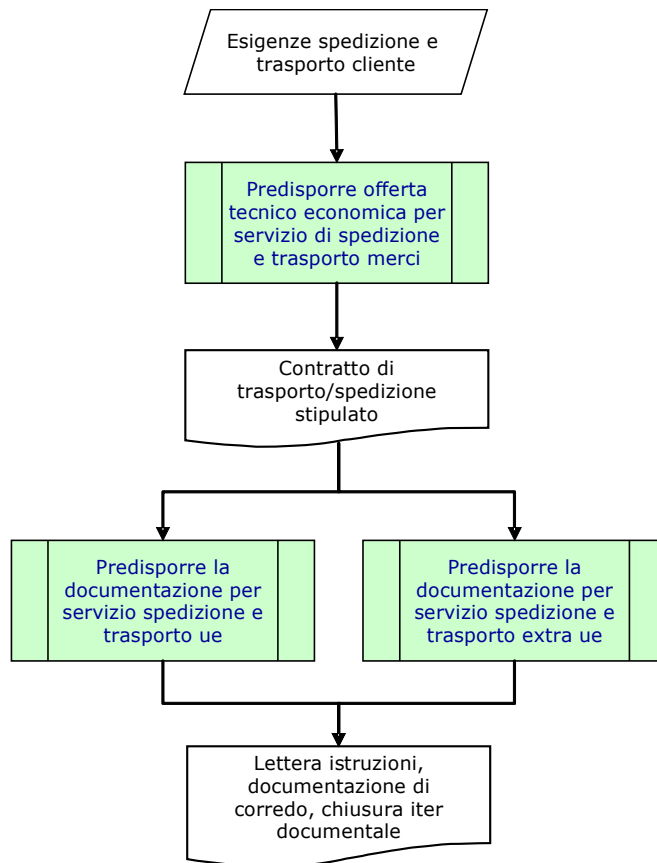 Esigenze spedizione e
trasporto cliente
Predisporre offerta
tecnico economica per
servizio di spedizione
e trasporto merci
Contratto di
trasporto/spedizione
stipulato
Predisporre la
documentazione per
servizio spedizione e
trasporto ue
Predisporre la
documentazione per
servizio spedizione e
trasporto extra ue
Lettera istruzioni,
documentazione di
corredo, chiusura iter
documentale